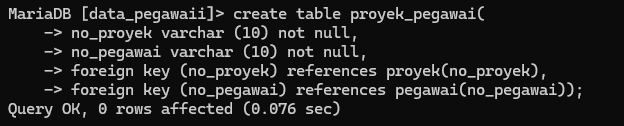 MariaDB [data_pegawaii]> create table proyek_pegawai(
    -> no_proyek varchar (10) not null,
    -> no_pegawai varchar (10) not null,
    -> foreign key (no_proyek) references proyek(no_proyek),
    -> foreign key (no_pegawai) references pegawai(no_pegawai));
Query OK, 0 rows affected (0.076 sec)